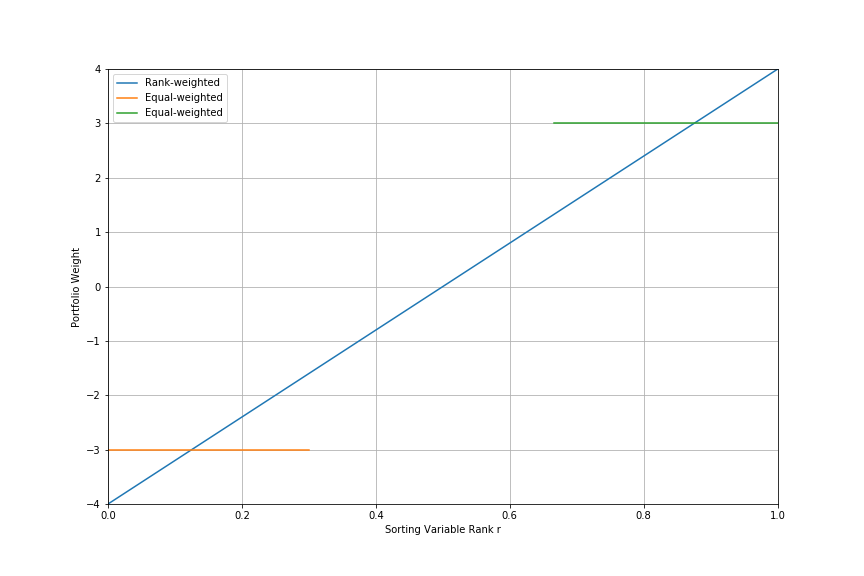 Rank-weighted
Equal-weighted
Equal-weighted
4
3
2
1
0
−1
−2
−3
−4
Portfolio Weight
0.0 0.2 0.4 0.6 0.8 1.0
Sorting Variable Rank r